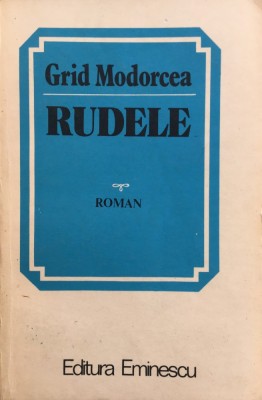 Grid Modorcea
RUDELE
ROMAN
Editura Eminescu